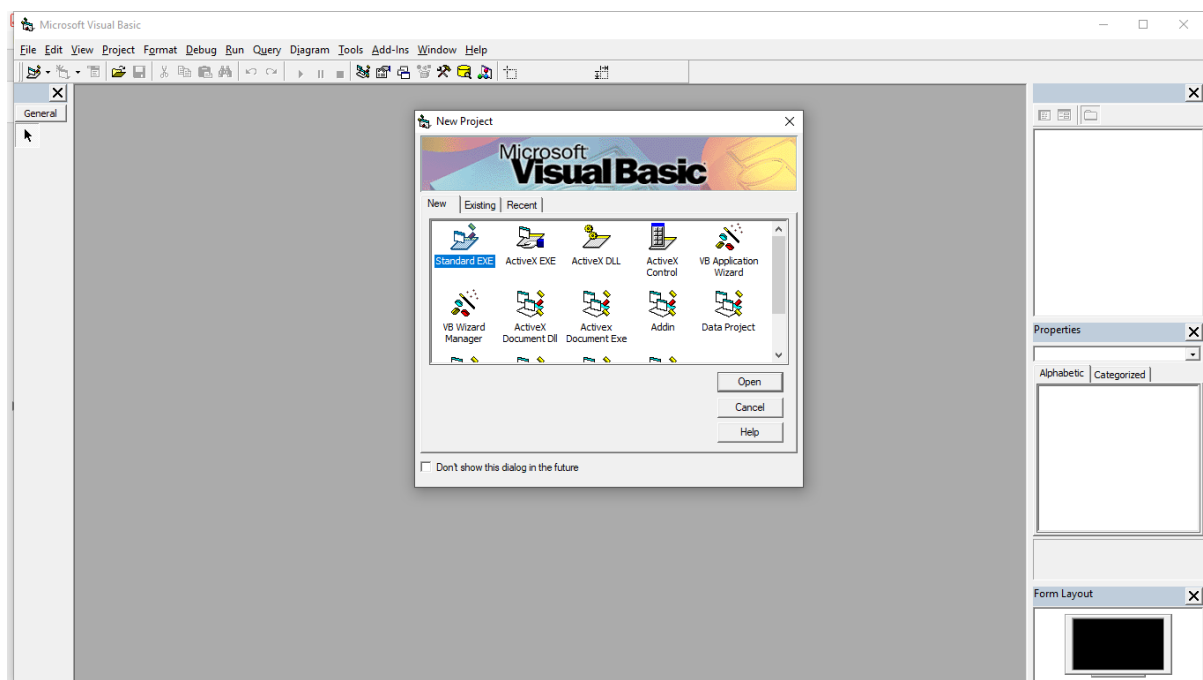 Microsoft Visual Basic
File Edit View Project Format Debug Run Query Diagram Tools Add-Ins Window Help
General
New Project
Microsoft
Visual Basic
New Existing Recent
Standard EXE ActiveX EXE ActiveX DLL ActiveX Control VB Application Wizard
VB Wizard Manager ActiveX Document Dll Activex Document Exe Addin Data Project
Open
Cancel
Help
Don't show this dialog in the future
Properties
Alphabetic Categorized
Form Layout